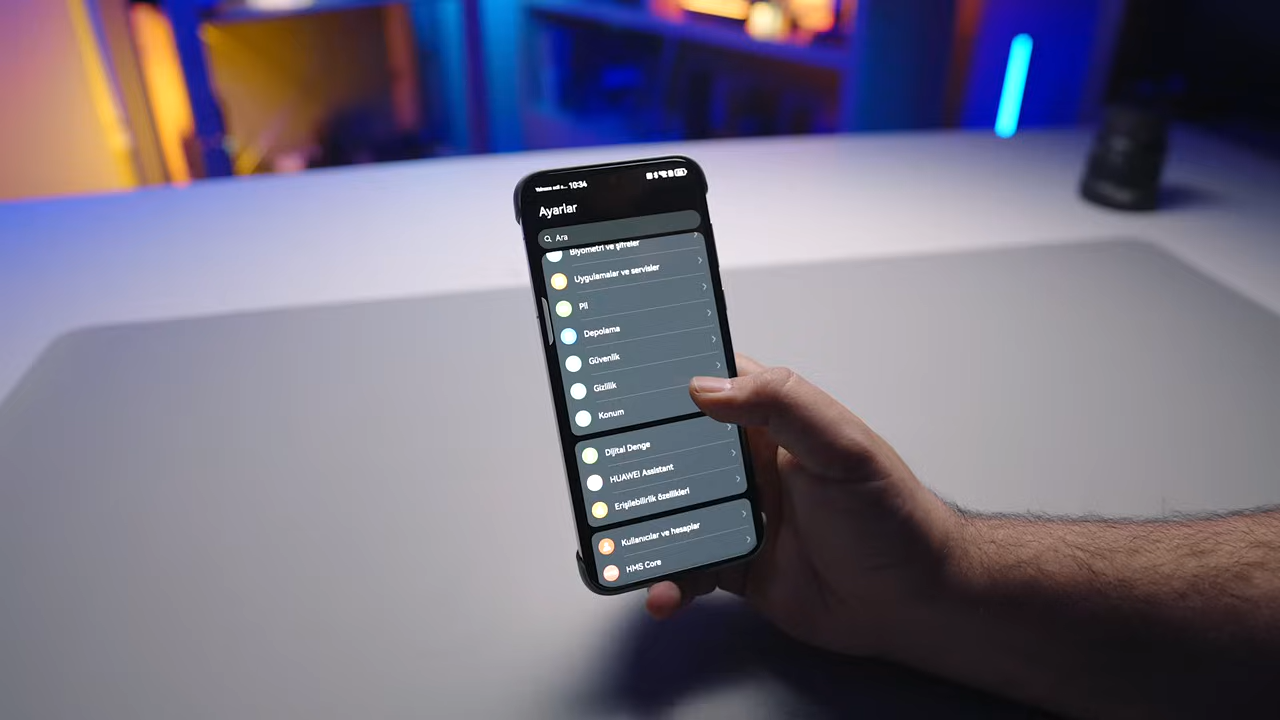 10:34
Ayarlar
Ara
Biyometri ve şifreler
Uygulamalar ve servisler
Pil
Depolama
Güvenlik
Gizlilik
Konum
Dijital Denge
HUAWEI Assistant
Erişilebilirlik özellikleri
Kullanıcılar ve hesaplar
HMS Core